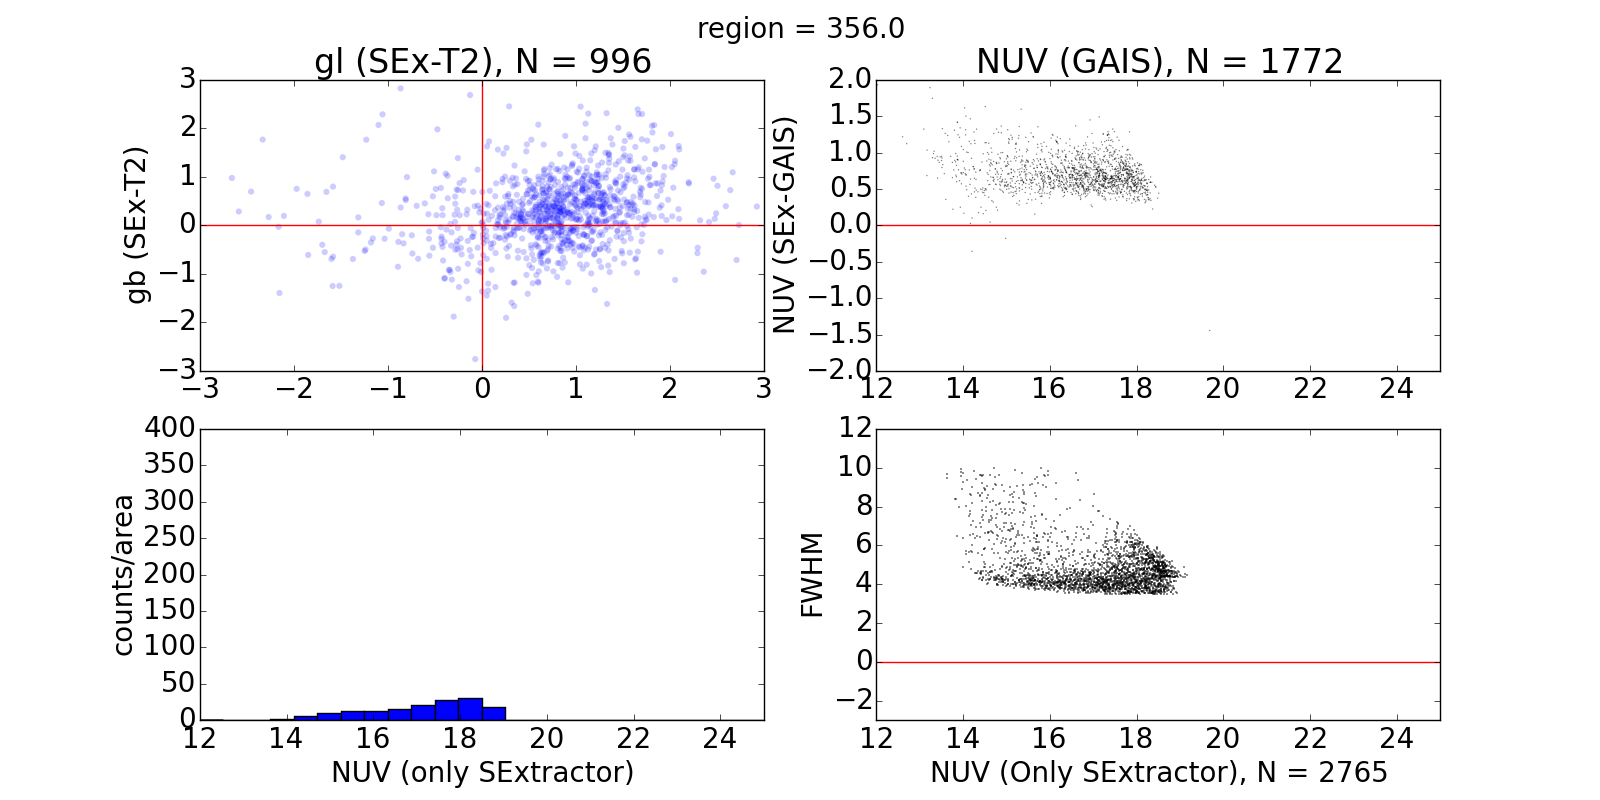 region = 356.0
gl (SEx-T2), N = 996
3
2
1
0
−1
−2
−3
gb (SEx-T2)
−3 −2 −1 0 1 2 3
NUV (GAIS), N = 1772
2.0
1.5
1.0
0.5
0.0
−0.5
−1.0
−1.5
−2.0
NUV (SEx-GAIS)
12 14 16 18 20 22 24
400
350
300
250
200
150
100
50
0
counts/area
12 14 16 18 20 22 24
NUV (only SExtractor)
12
10
8
6
4
2
0
−2
FWHM
12 14 16 18 20 22 24
NUV (Only SExtractor), N = 2765